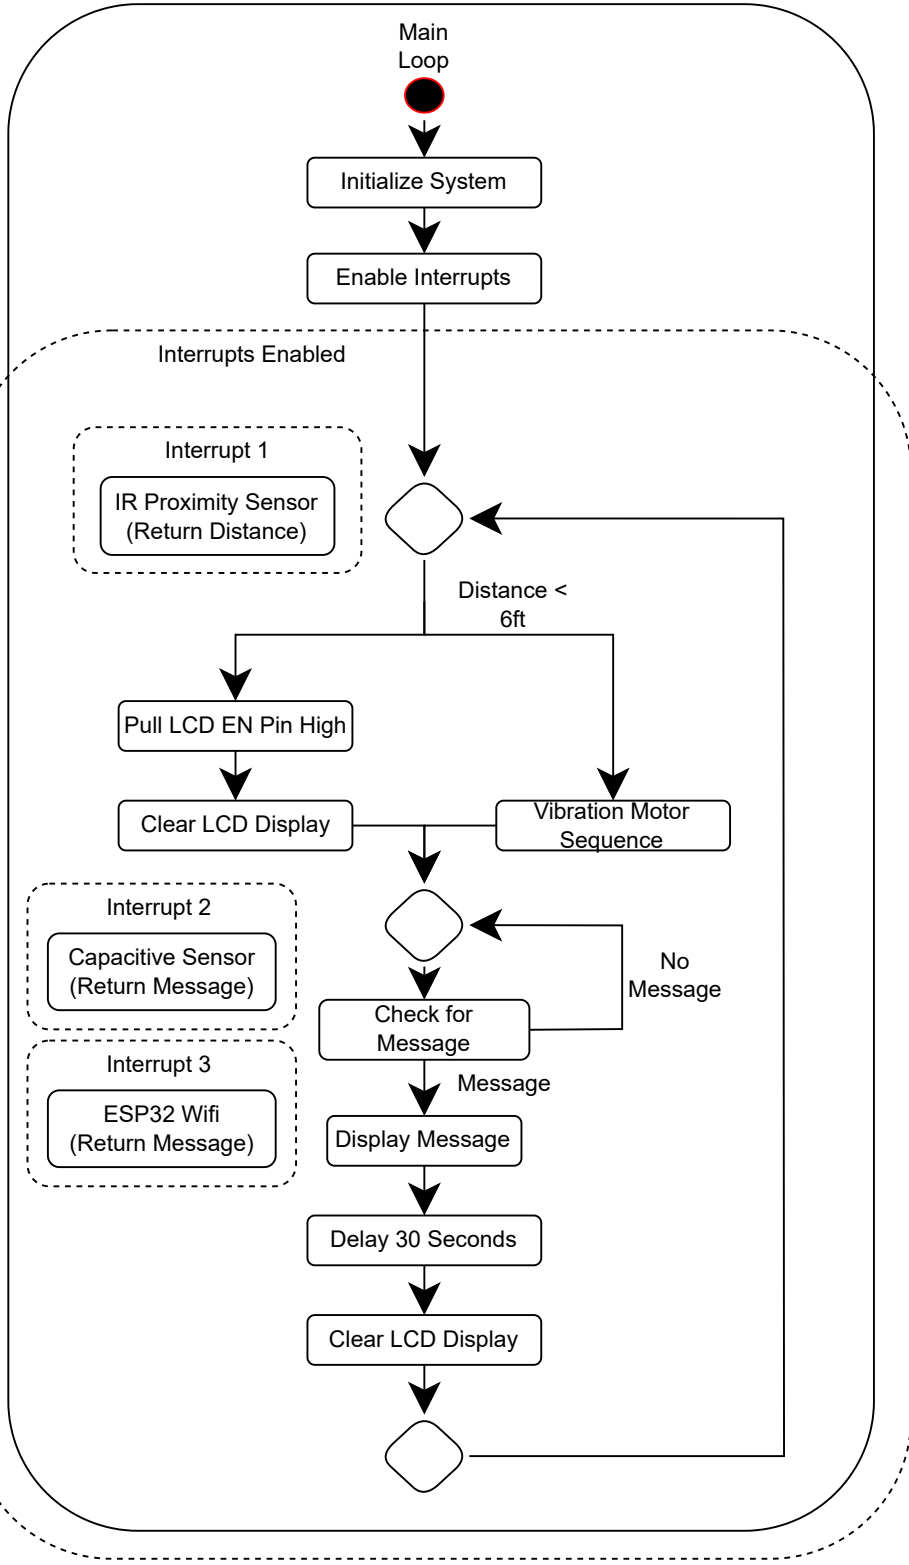 Main
Loop
Initialize System
Enable Interrupts
Interrupts Enabled
Interrupt 1
IR Proximity Sensor
(Return Distance)
Distance <
6ft
Pull LCD EN Pin High
Clear LCD Display
Vibration Motor
Sequence
Interrupt 2
Capacitive Sensor
(Return Message)
No
Message
Check for
Message
Interrupt 3
ESP32 Wifi
(Return Message)
Message
Display Message
Delay 30 Seconds
Clear LCD Display